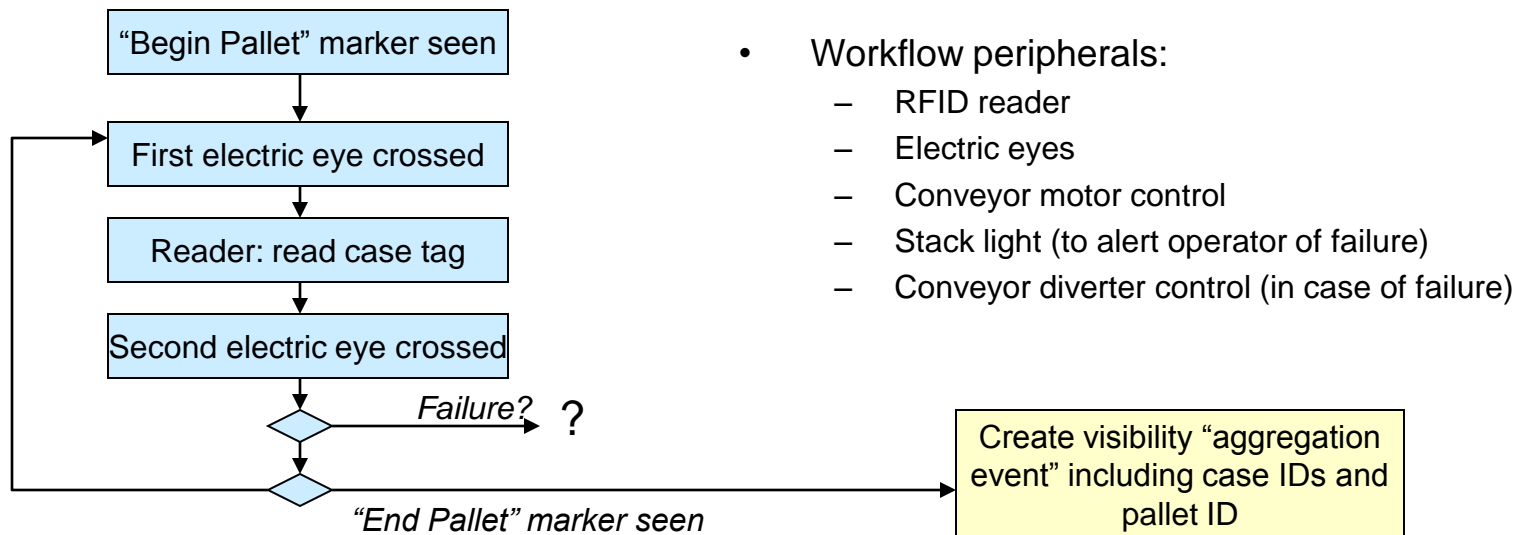 “Begin Pallet” marker seen
First electric eye crossed
Reader: read case tag
Second electric eye crossed
Failure?
?
“End Pallet” marker seen
• Workflow peripherals:
– RFID reader
– Electric eyes
– Conveyor motor control
– Stack light (to alert operator of failure)
– Conveyor diverter control (in case of failure)
Create visibility “aggregation
event” including case IDs and
pallet ID